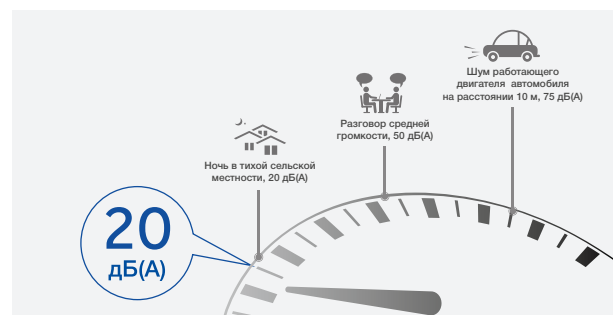 Шум работающего
двигателя автомобиля
на расстоянии 10 м, 75 дБ(А)
Разговор средней
громкости, 50 дБ(А)
Ночь в тихой сельской
местности, 20 дБ(А)
20
дБ(А)